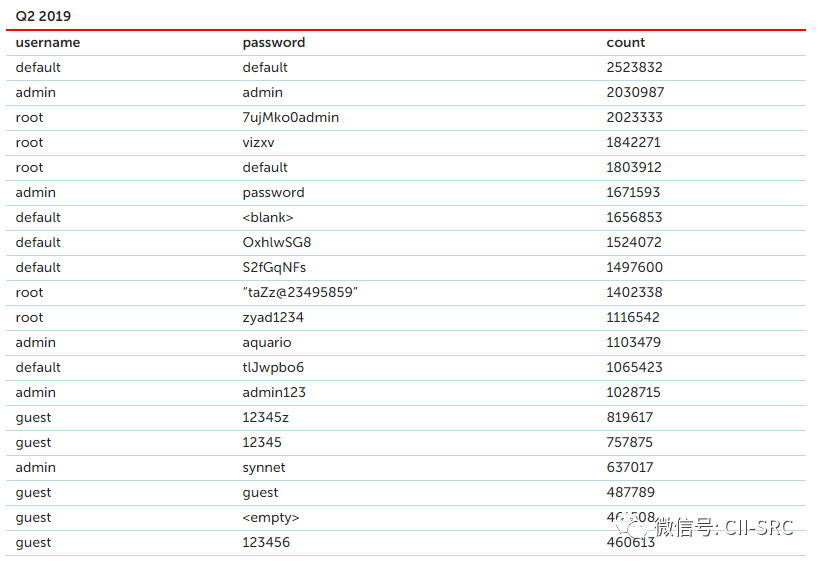 Q2 2019
username password count
default default 2523832
admin admin 2030987
root 7ujMko0admin 2023333
root vizxv 1842271
root default 1803912
admin password 1671593
default <blank> 1656853
default OxhlwSG8 1524072
default S2fGqNFs 1497600
root “taZz@23495859” 1402338
root zyad1234 1116542
admin aquario 1103479
default tlJwpbo6 1065423
admin admin123 1028715
guest 12345z 819617
guest 12345 757875
admin synnet 637017
guest guest 487789
guest <empty>
guest 123456 460613
微信号: CII-SRC